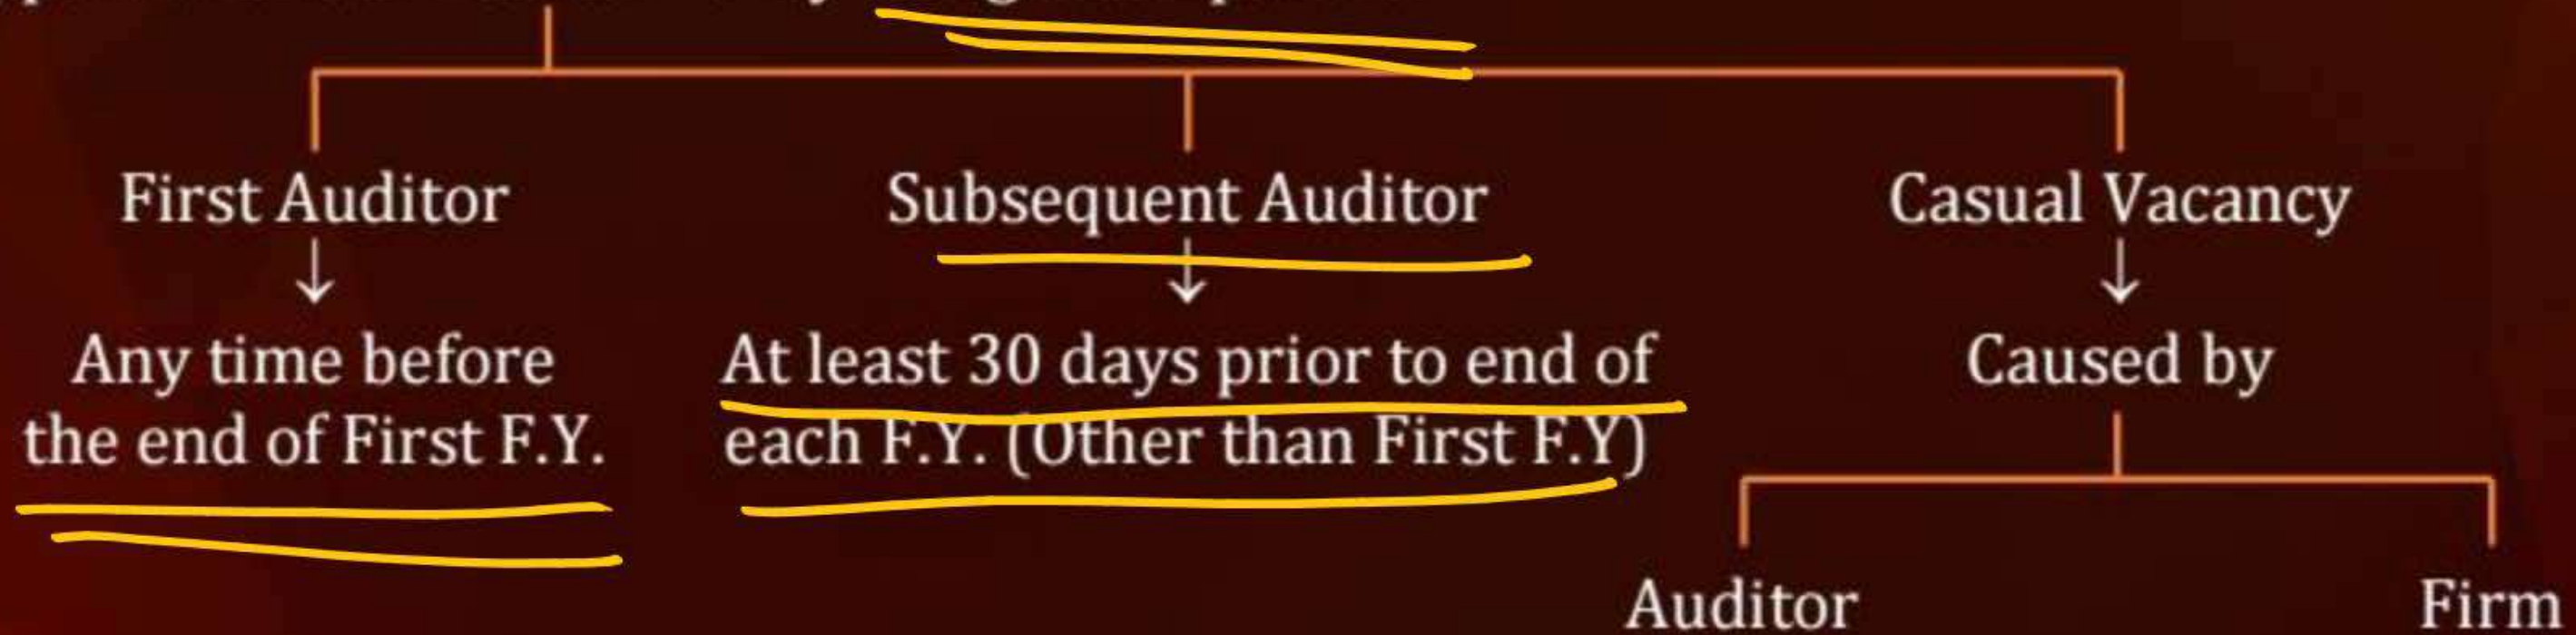 First Auditor
Subsequent Auditor
Casual Vacancy
↓
↓
↓
Any time before
the end of First F.Y.
At least 30 days prior to end of
each F.Y. (Other than First F.Y)
Caused by
Auditor
Firm